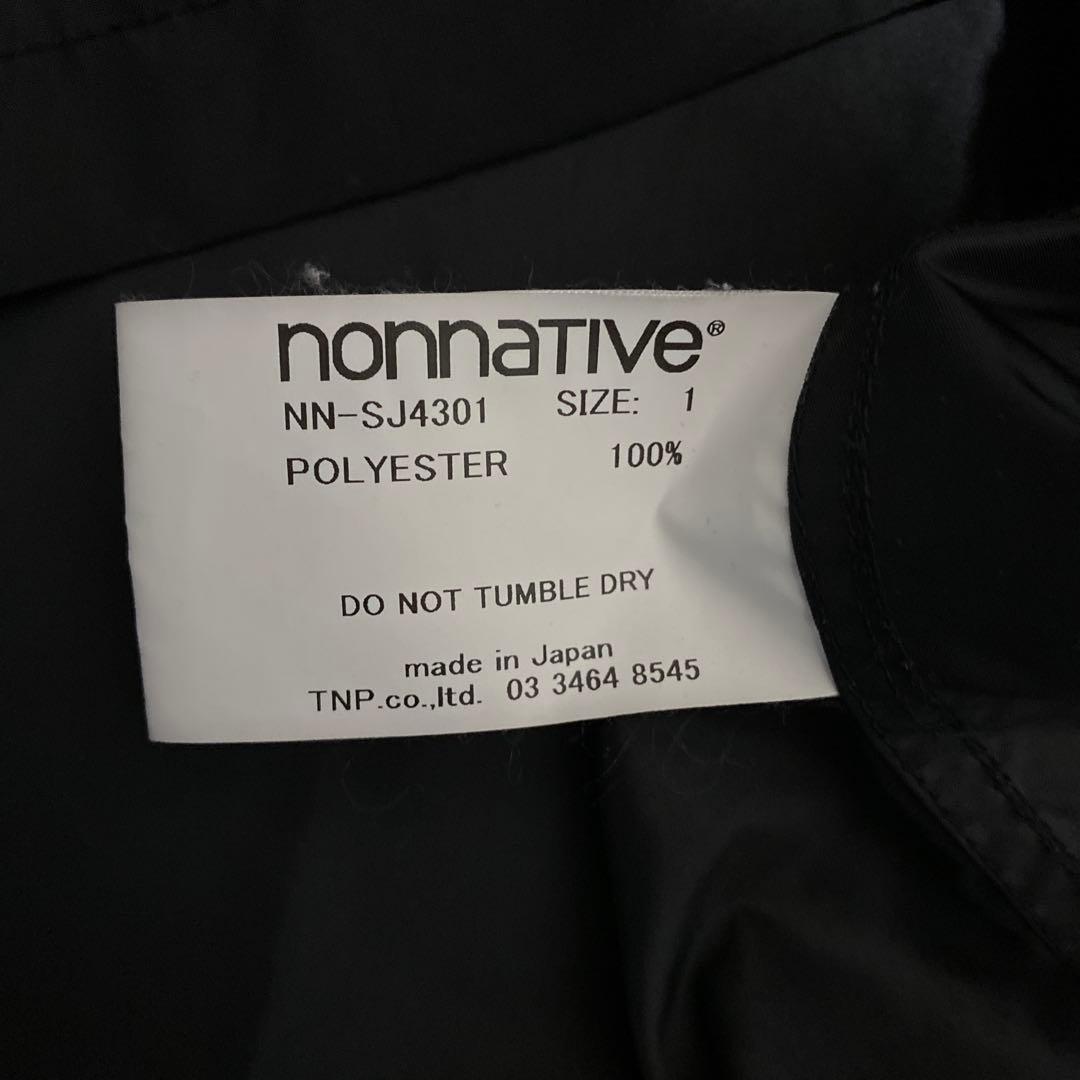 nonnative®
NN-SJ4301 SIZE: 1
POLYESTER 100%
DO NOT TUMBLE DRY
made in Japan
TNP.co.,ltd. 03 3464 8545